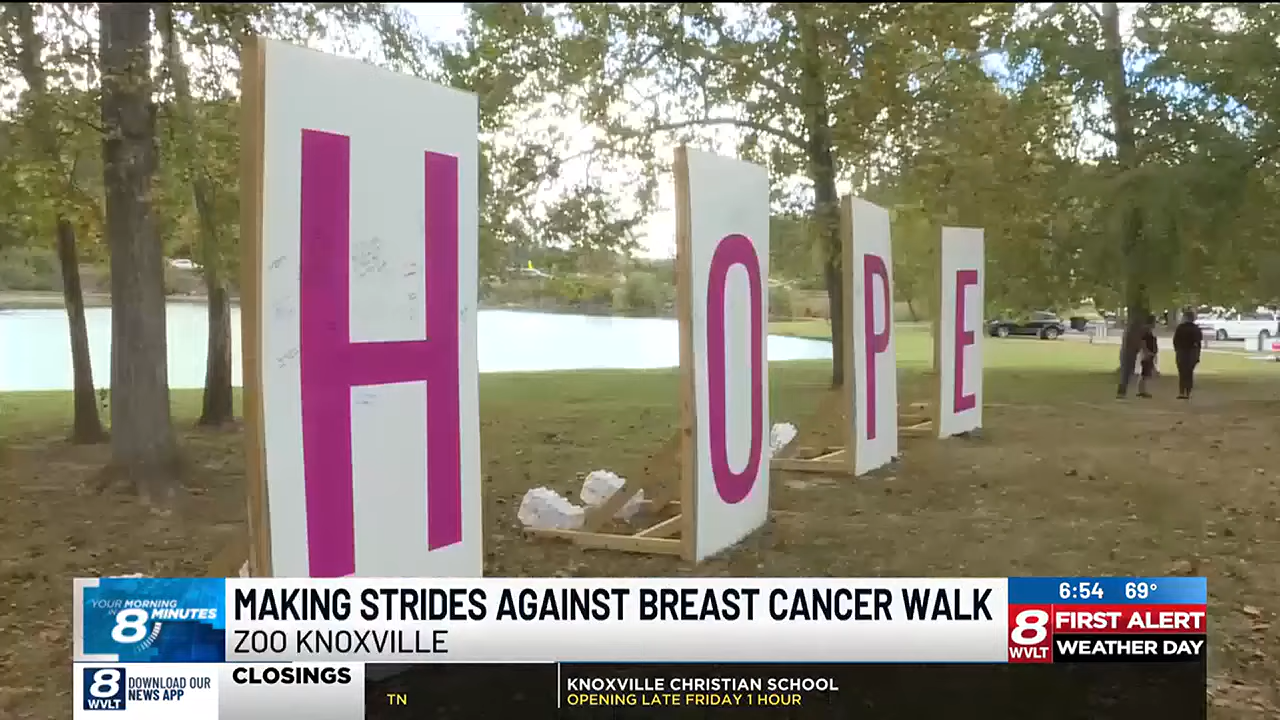 H O P E
YOUR MORNING
IN
8 MINUTES
MAKING STRIDES AGAINST BREAST CANCER WALK
ZOO KNOXVILLE
6:54 69°
8 WVLT
FIRST ALERT
WEATHER DAY
8 WVLT
DOWNLOAD OUR
NEWS APP
CLOSINGS
TN
KNOXVILLE CHRISTIAN SCHOOL
OPENING LATE FRIDAY 1 HOUR